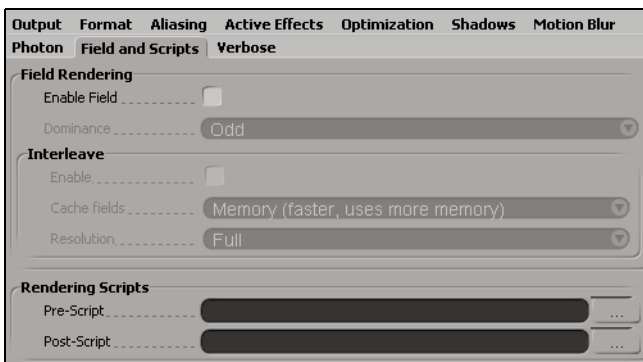 Output Format Aliasing Active Effects Optimization Shadows Motion Blur
Photon Field and Scripts Verbose
Field Rendering
Enable Field
Dominance Odd
Interleave
Enable
Cache fields Memory (faster, uses more memory)
Resolution Full
Rendering Scripts
Pre-Script ...
Post-Script ...